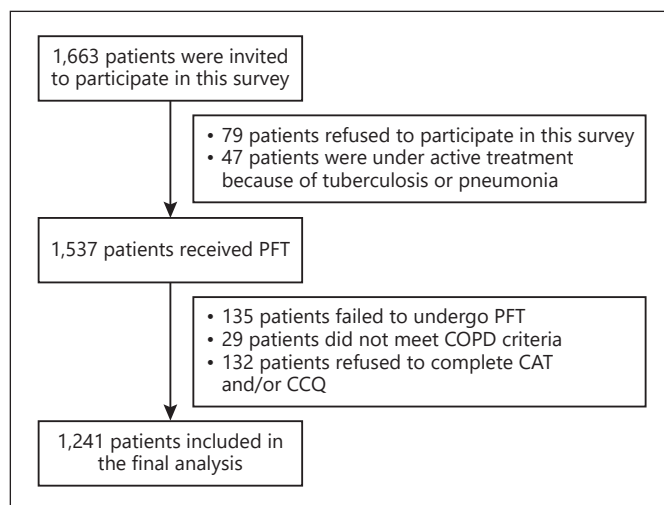 1,663 patients were invited
to participate in this survey
• 79 patients refused to participate in this survey
• 47 patients were under active treatment
because of tuberculosis or pneumonia
1,537 patients received PFT
• 135 patients failed to undergo PFT
• 29 patients did not meet COPD criteria
• 132 patients refused to complete CAT
and/or CCQ
1,241 patients included in
the final analysis